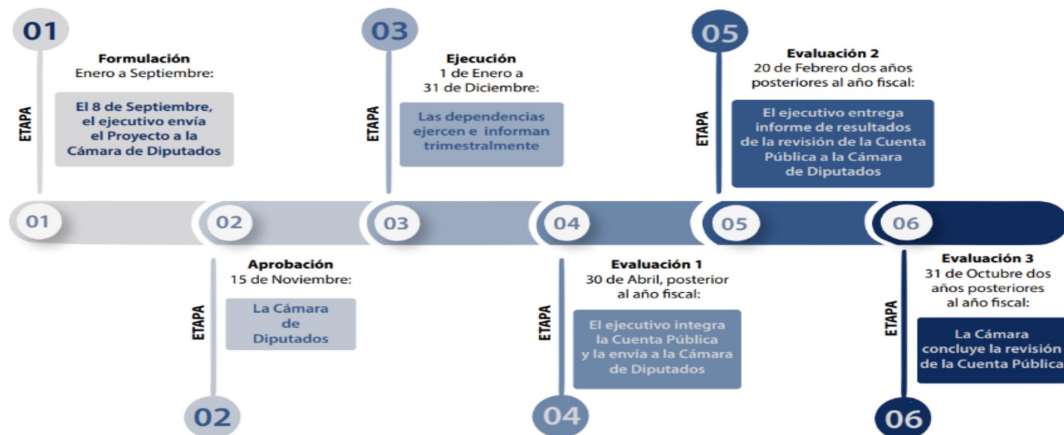 01
ETAPA
Formulación
Enero a Septiembre:
El 8 de Septiembre,
el ejecutivo envía
el Proyecto a la
Cámara de Diputados
03
ETAPA
Ejecución
1 de Enero a
31 de Diciembre:
Las dependencias
ejercen e informan
trimestralmente
05
ETAPA
Evaluación 2
20 de Febrero dos años
posteriores al año fiscal:
El ejecutivo entrega
informe de resultados
de la revisión de la Cuenta
Pública a la Cámara
de Diputados
01
02
03
04
05
06
ETAPA
Aprobación
15 de Noviembre:
La Cámara
de
Diputados
02
ETAPA
Evaluación 1
30 de Abril, posterior
al año fiscal:
El ejecutivo integra
la Cuenta Pública
y la envia a la Cámara
de Diputados
04
ETAPA
Evaluación 3
31 de Octubre dos
años posteriores
al año fiscal:
La Cámara
concluye la revisión
de la Cuenta Pública
06